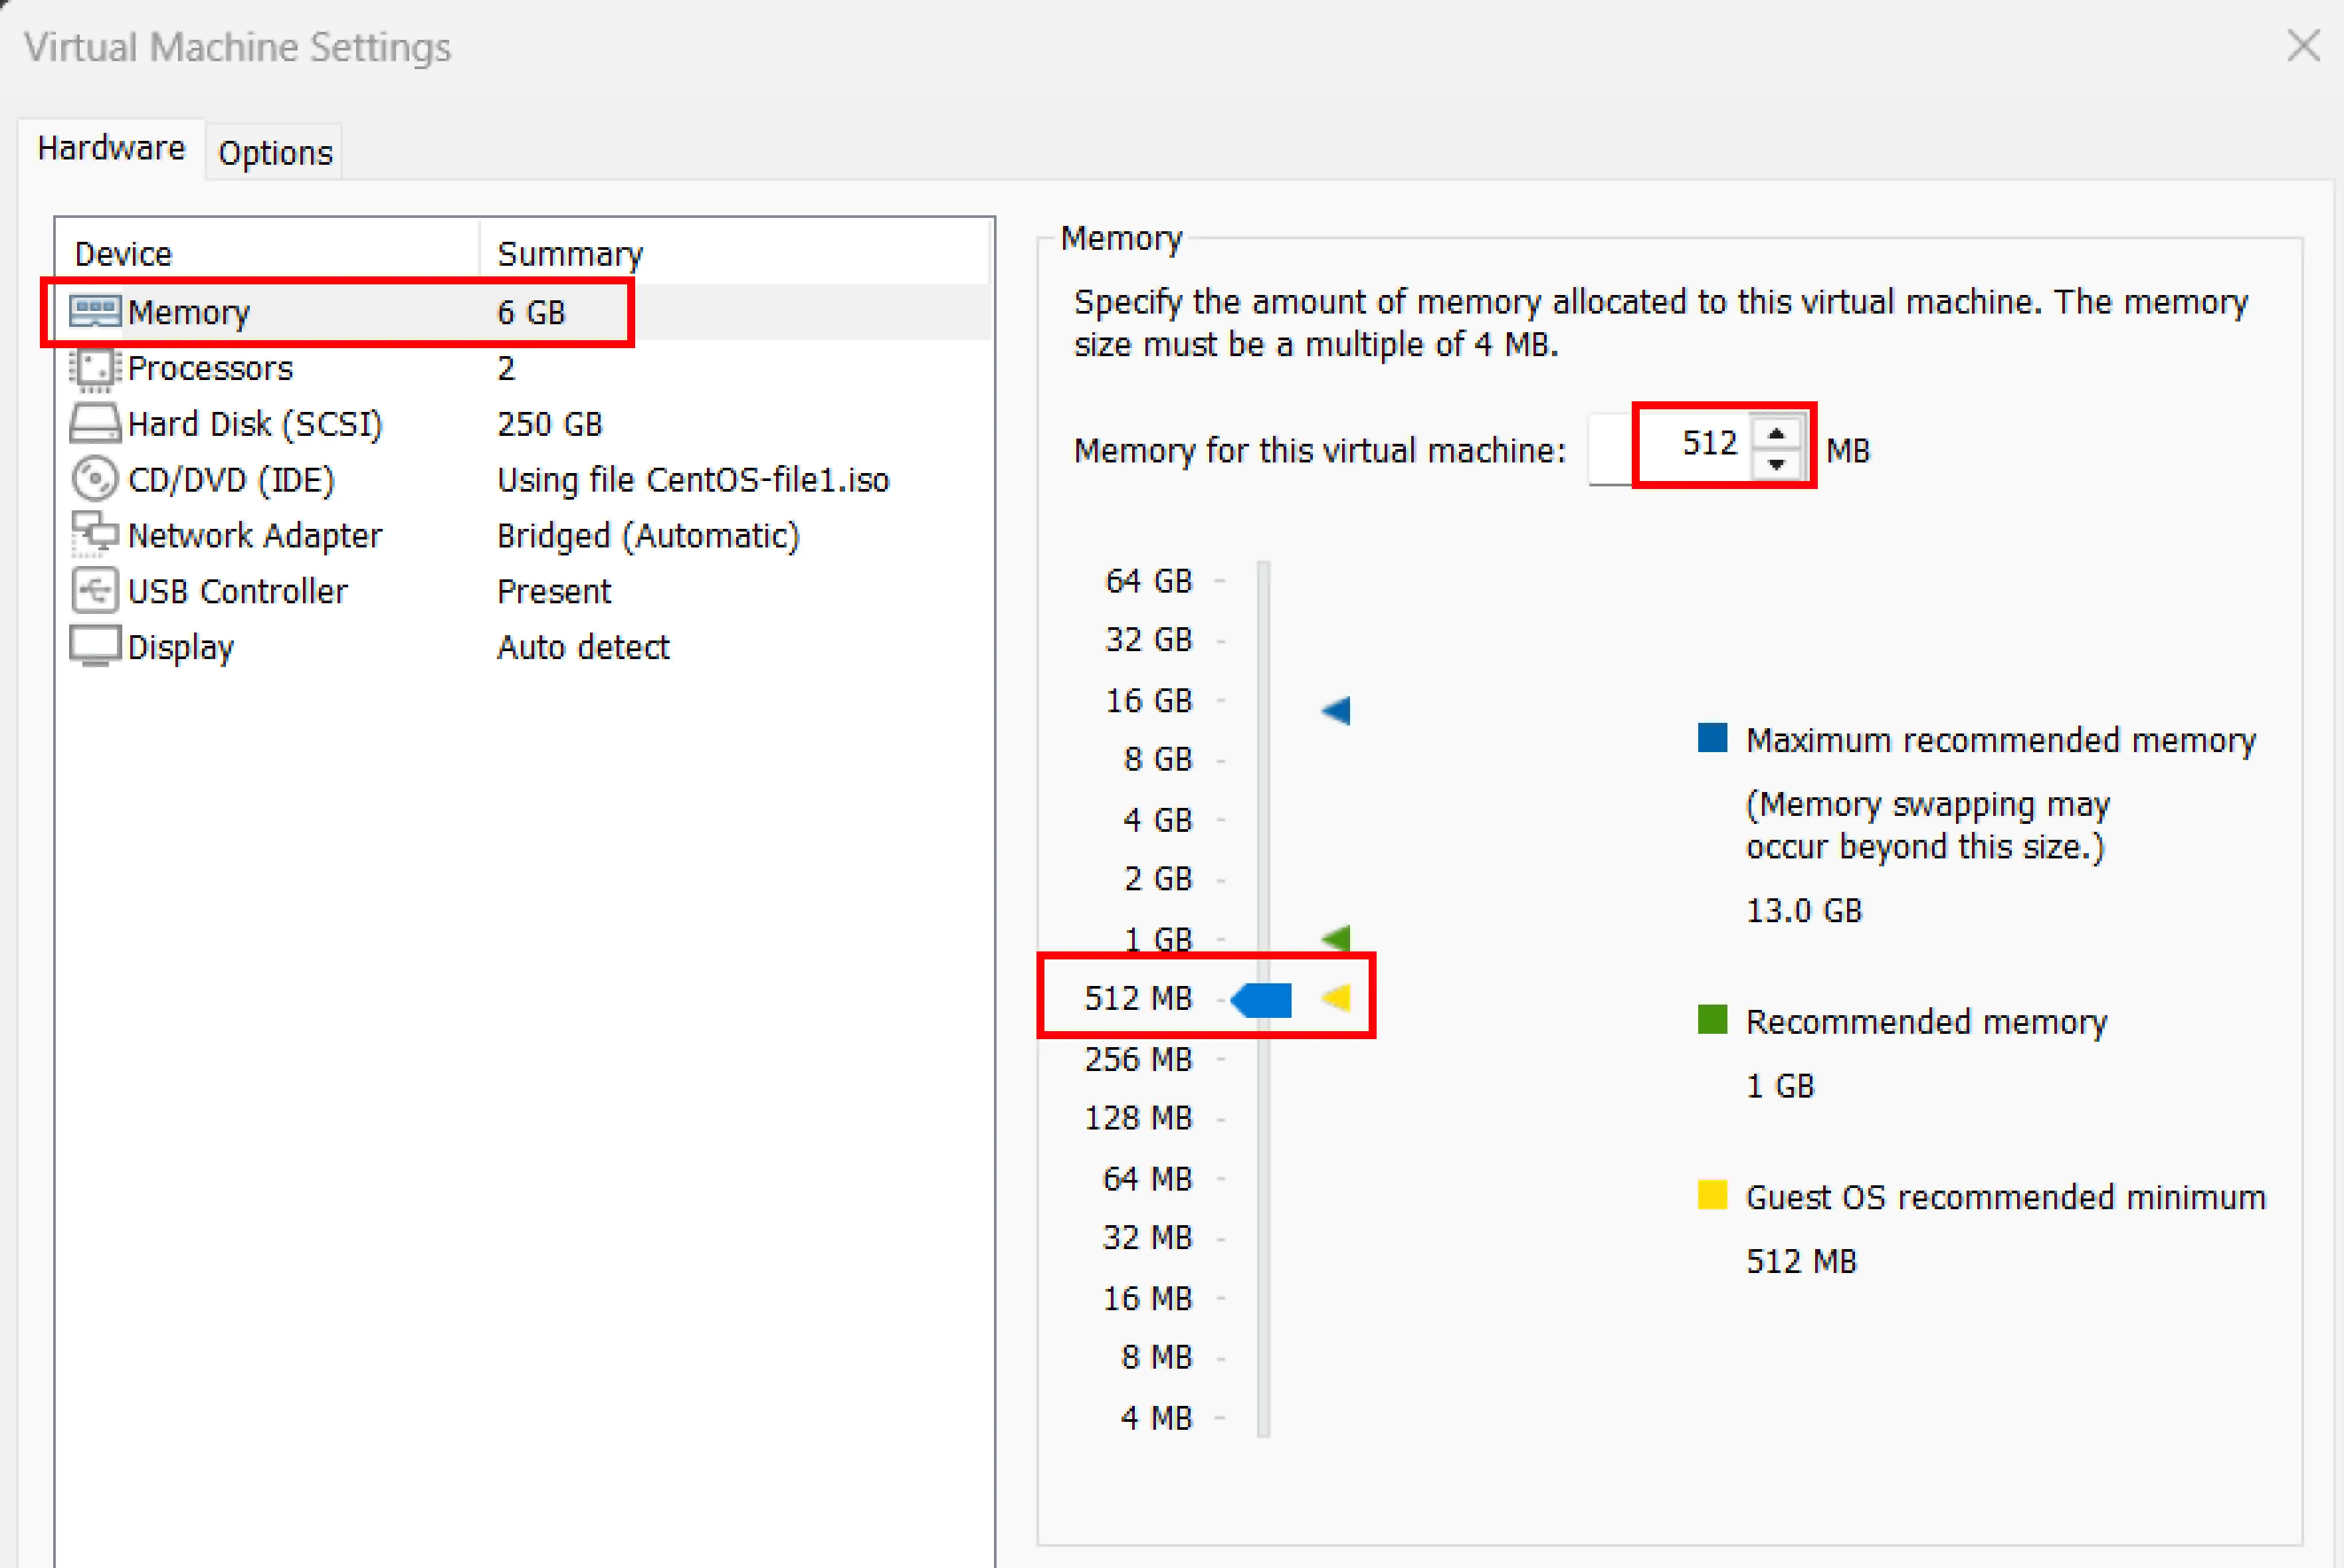 Virtual Machine Settings
Hardware
Options
Device Summary
Memory 6 GB
Processors 2
Hard Disk (SCSI) 250 GB
CD/DVD (IDE) Using file CentOS-file1.iso
Network Adapter Bridged (Automatic)
USB Controller Present
Display Auto detect
Memory
Specify the amount of memory allocated to this virtual machine. The memory
size must be a multiple of 4 MB.
Memory for this virtual machine: 512 MB
64 GB
32 GB
16 GB
8 GB
4 GB
2 GB
1 GB
512 MB
256 MB
128 MB
64 MB
32 MB
16 MB
8 MB
4 MB
Maximum recommended memory
(Memory swapping may
occur beyond this size.)
13.0 GB
Recommended memory
1 GB
Guest OS recommended minimum
512 MB